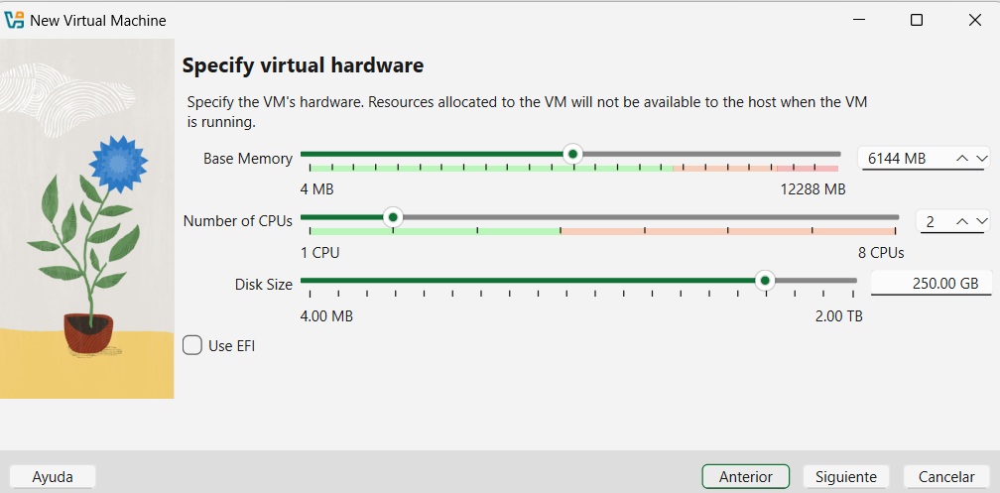 New Virtual Machine
Specify virtual hardware
Specify the VM's hardware. Resources allocated to the VM will not be available to the host when the VM
is running.
Base Memory
6144 MB
4 MB
12288 MB
Number of CPUs
2
1 CPU
8 CPUs
Disk Size
250.00 GB
4.00 MB
2.00 TB
Use EFI
Ayuda
Anterior
Siguiente
Cancelar